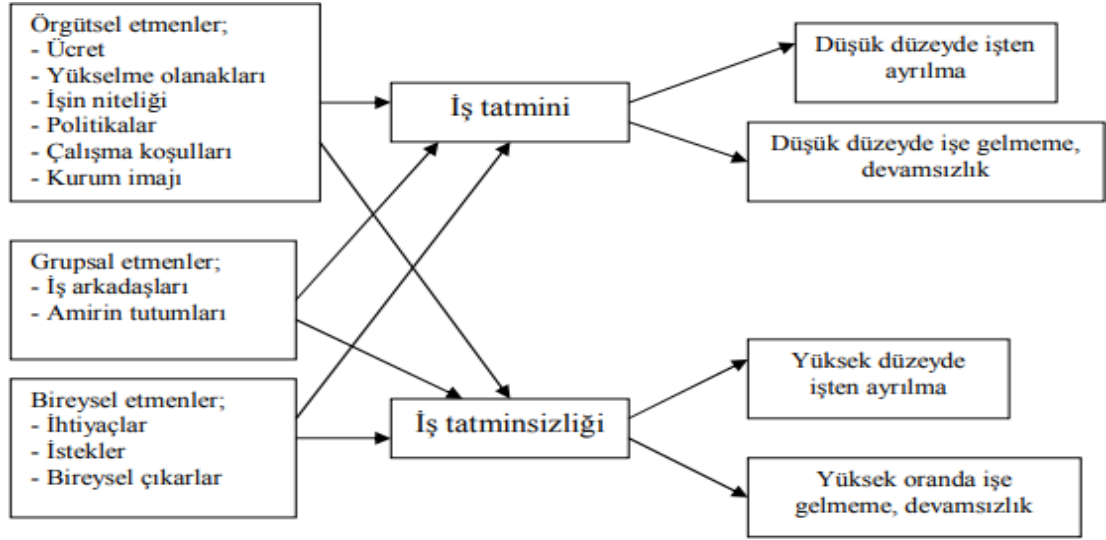 Örgütsel etmenler;
- Ücret
- Yükselme olanakları
- İşin niteliği
- Politikalar
- Çalışma koşulları
- Kurum imajı
Grupsal etmenler;
- İş arkadaşları
- Amirin tutumları
Bireysel etmenler;
- İhtiyaçlar
- İstekler
- Bireysel çıkarlar
İş tatmini
İş tatminsizliği
Düşük düzeyde işten
ayrılma
Düşük düzeyde işe gelmeme,
devamsızlık
Yüksek düzeyde
işten ayrılma
Yüksek oranda işe
gelmeme, devamsızlık